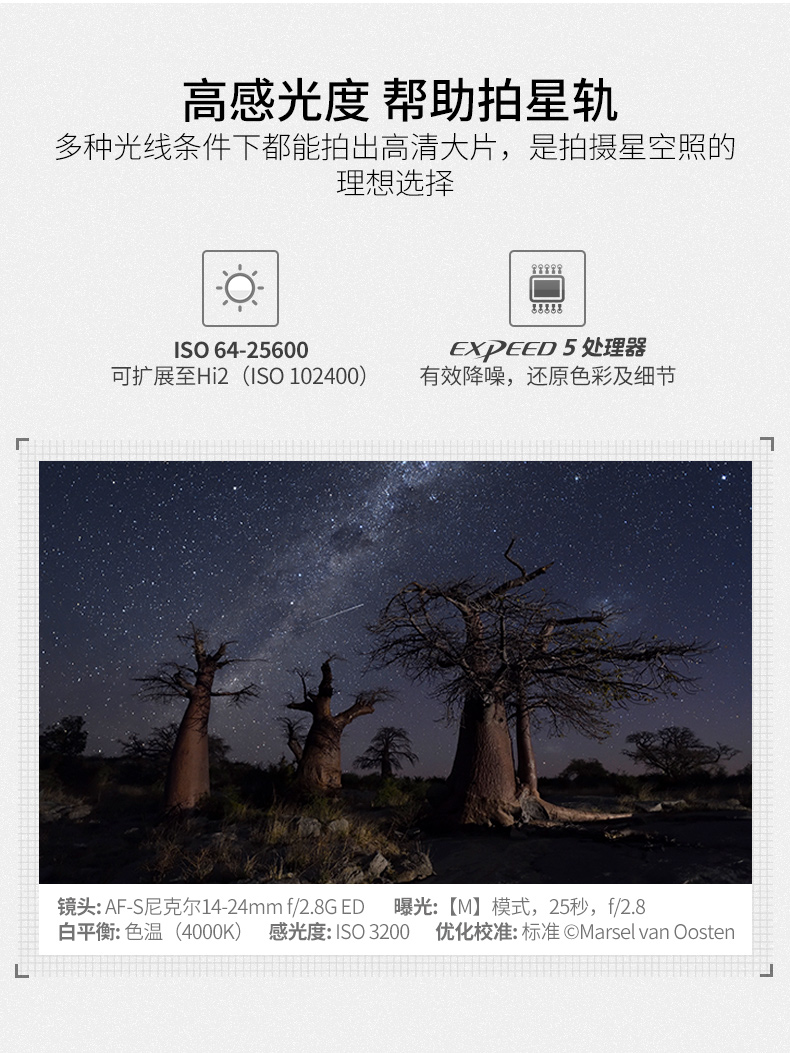 高感光度 帮助拍星轨
多种光线条件下都能拍出高清大片，是拍摄星空照的
理想选择
ISO 64-25600
可扩展至Hi2（ISO 102400）
EXPEED 5 处理器
有效降噪，还原色彩及细节
镜头: AF-S尼克尔14-24mm f/2.8G ED 曝光:【M】模式，25秒，f/2.8
白平衡: 色温（4000K） 感光度: ISO 3200 优化校准: 标准 ©Marsel van Oosten